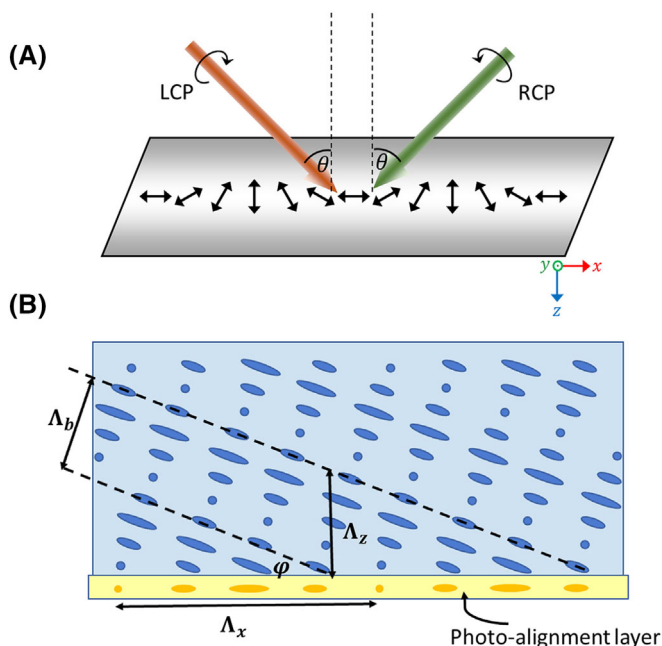 (A)
LCP
RCP
θ
θ
y
x
z
(B)
Λb
Λz
φ
Λx
Photo-alignment layer